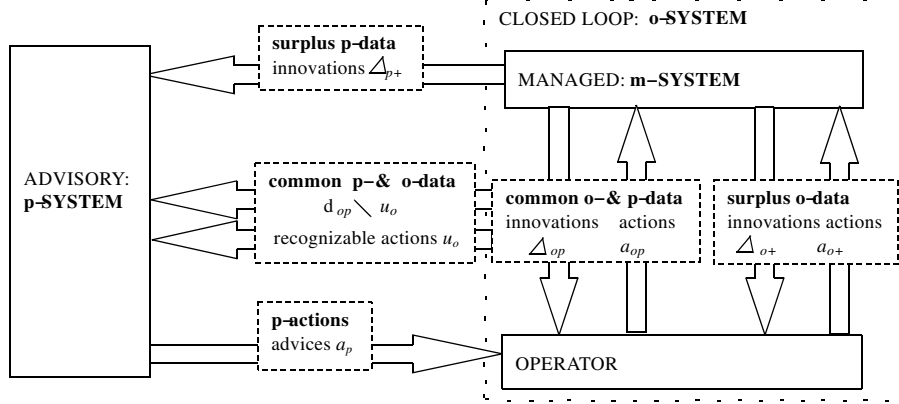 CLOSED LOOP: o–SYSTEM
surplus p–data
innovations Δp+
MANAGED: m–SYSTEM
ADVISORY:
p–SYSTEM
common p– & o–data
dop \ uo
recognizable actions uo
common o– & p–data
innovations actions
Δop aop
surplus o–data
innovations actions
Δo+ ao+
p–actions
advices ap
OPERATOR